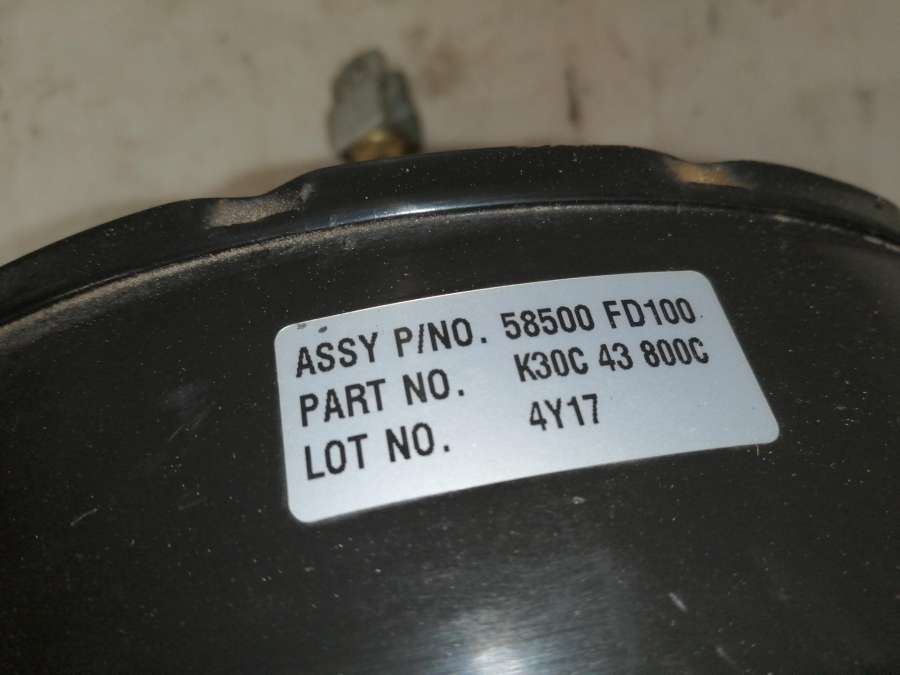 ASSY P/NO. 58500 FD100
PART NO. K30C 43 800C
LOT NO. 4Y17